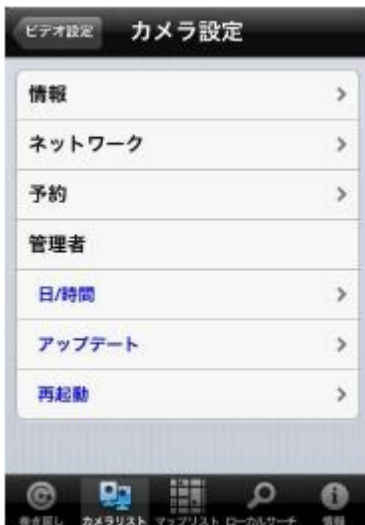 ビデオ設定
カメラ設定
情報
ネットワーク
予約
管理者
日/時間
アップデート
再起動
巻き戻し カメラリスト マップリスト ローカルサーチ 情報